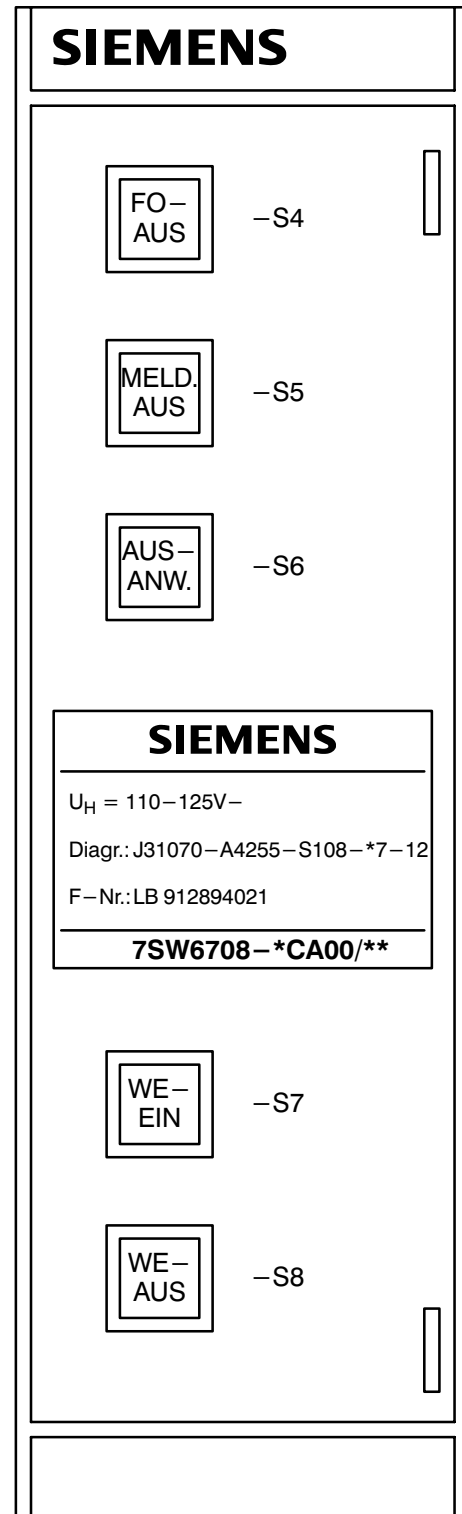 SIEMENS
FO–
AUS
–S4
MELD.
AUS
–S5
AUS–
ANW.
–S6
SIEMENS
UH = 110–125V–
Diagr.: J31070–A4255–S108–*7–12
F–Nr.: LB 912894021
7SW6708–*CA00/**
WE–
EIN
–S7
WE–
AUS
–S8